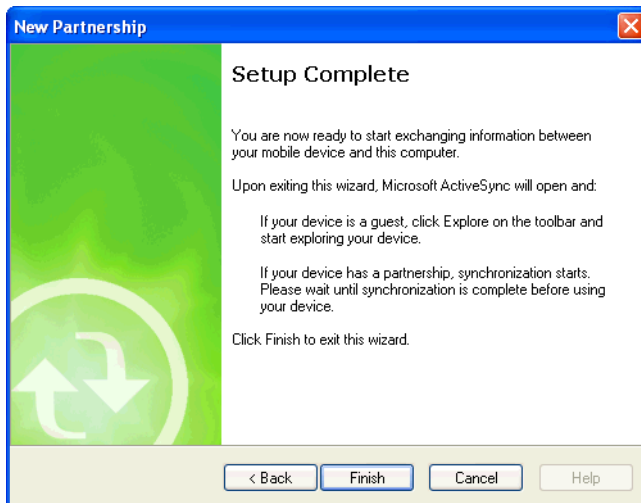 New Partnership
Setup Complete
You are now ready to start exchanging information between
your mobile device and this computer.
Upon exiting this wizard, Microsoft ActiveSync will open and:
If your device is a guest, click Explore on the toolbar and
start exploring your device.
If your device has a partnership, synchronization starts.
Please wait until synchronization is complete before using
your device.
Click Finish to exit this wizard.
< Back Finish Cancel Help